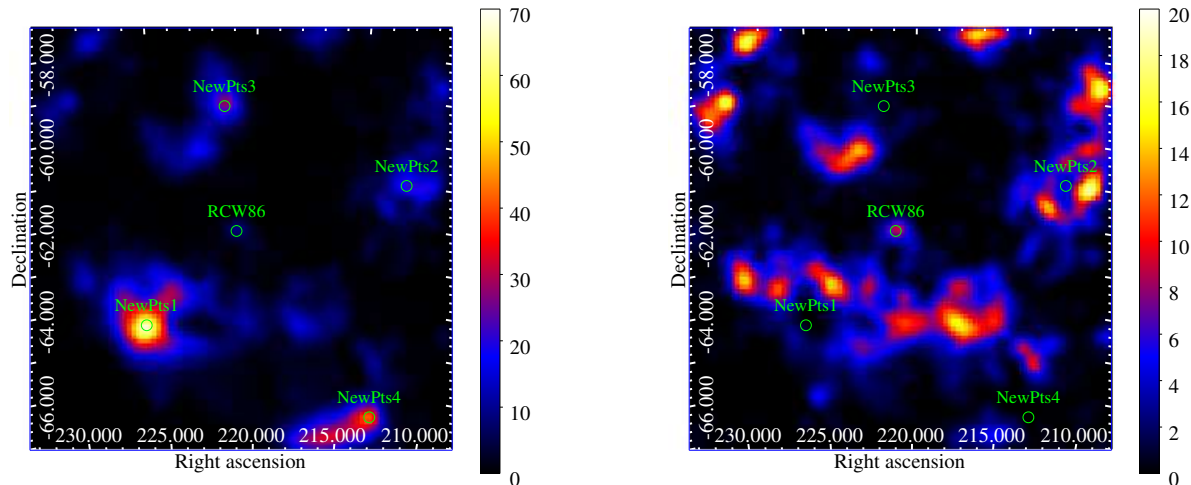 70
60
50
40
30
20
10
0
-58.000
-60.000
-62.000
-64.000
-66.000
Declination
NewPts3
NewPts2
RCW86
NewPts1
NewPts4
230.000 225.000 220.000 215.000 210.000
Right ascension
20
18
16
14
12
10
8
6
4
2
0
-58.000
-60.000
-62.000
-64.000
-66.000
Declination
NewPts3
NewPts2
RCW86
NewPts1
NewPts4
230.000 225.000 220.000 215.000 210.000
Right ascension